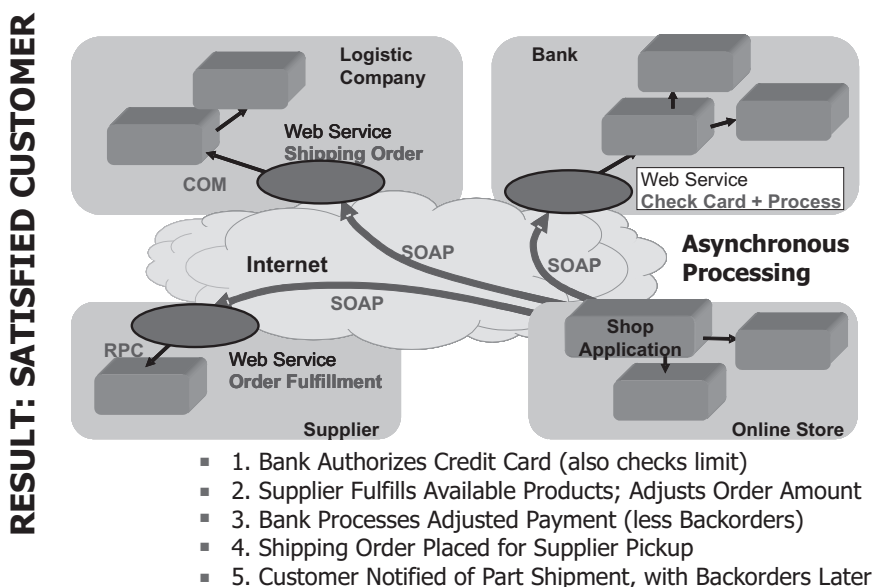 RESULT: SATISFIED CUSTOMER
Logistic
Company
Bank
Web Service
Shipping Order
COM
Web Service
Check Card + Process
SOAP
SOAP
Asynchronous
Processing
Internet
SOAP
Shop
Application
RPC
Web Service
Order Fulfillment
Supplier
Online Store
▪ 1. Bank Authorizes Credit Card (also checks limit)
▪ 2. Supplier Fulfills Available Products; Adjusts Order Amount
▪ 3. Bank Processes Adjusted Payment (less Backorders)
▪ 4. Shipping Order Placed for Supplier Pickup
▪ 5. Customer Notified of Part Shipment, with Backorders Later